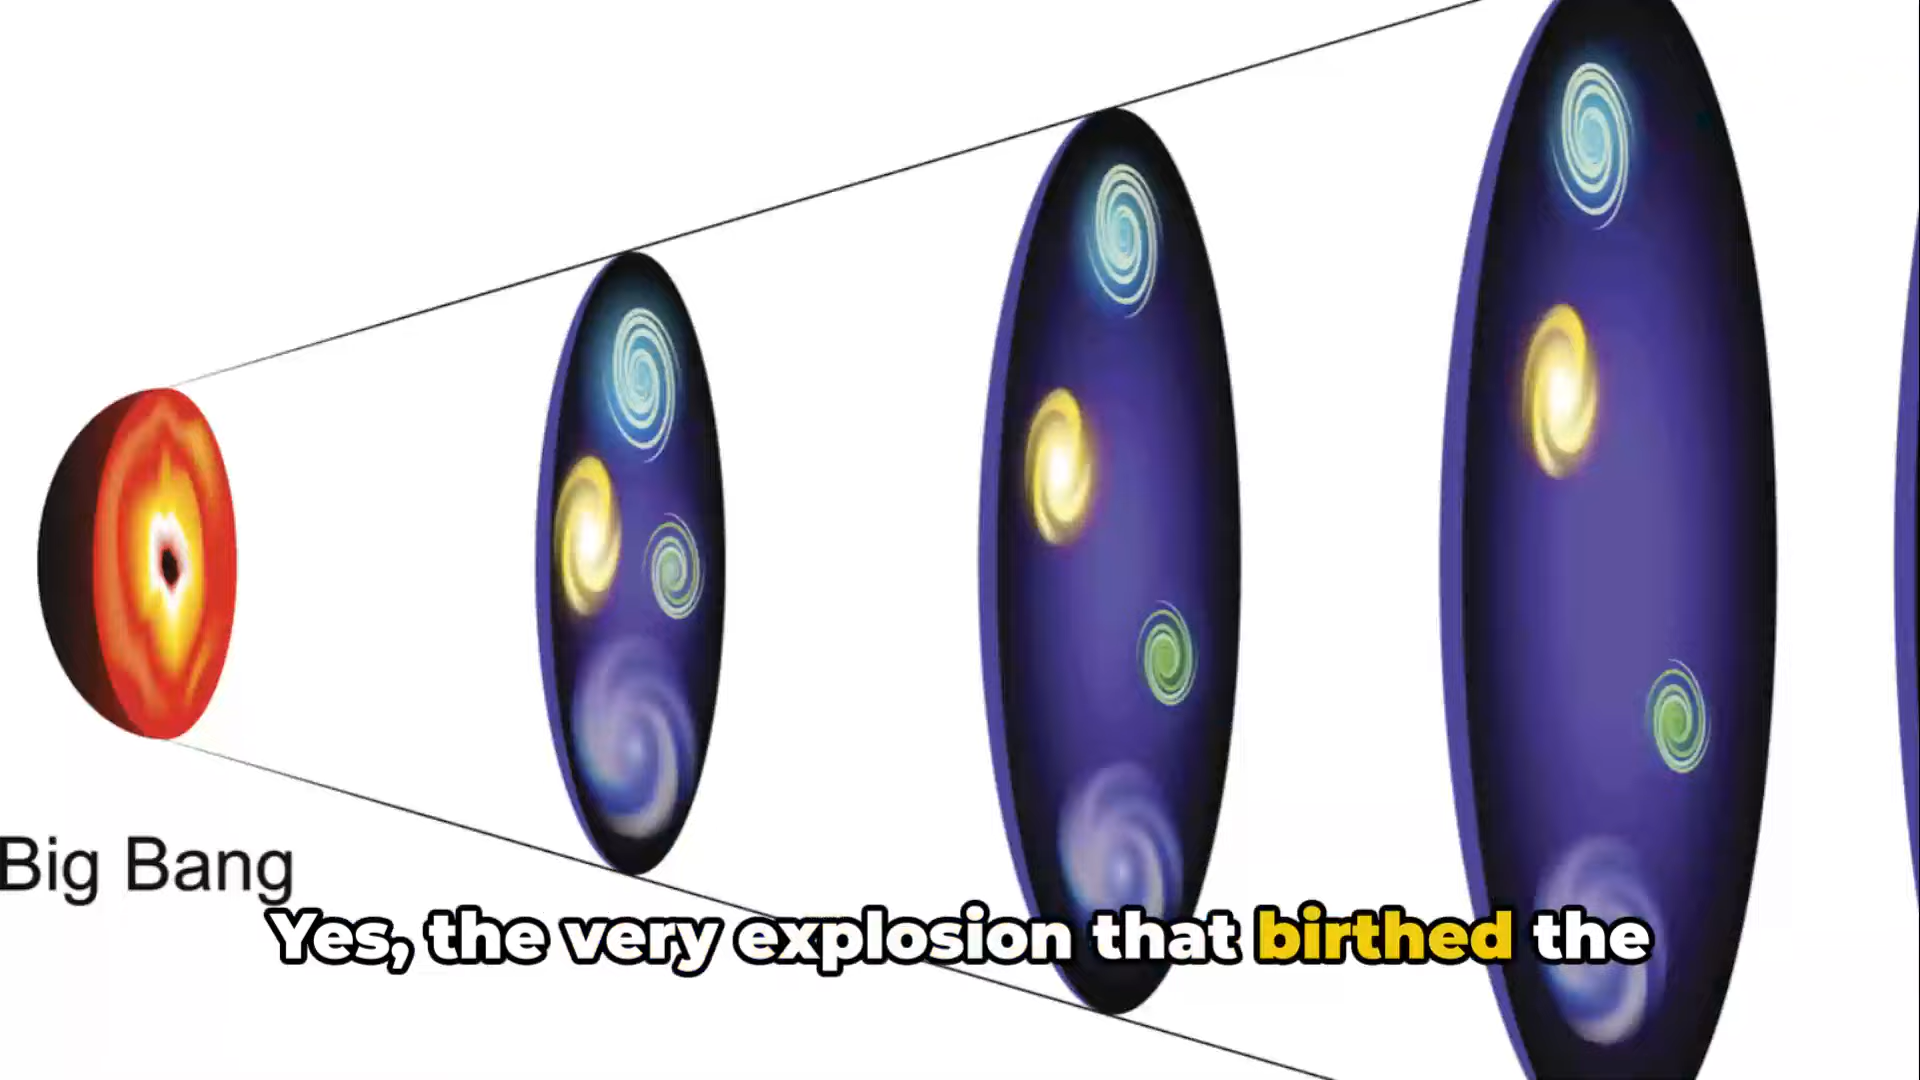 Big Bang
Yes, the very explosion that birthed the